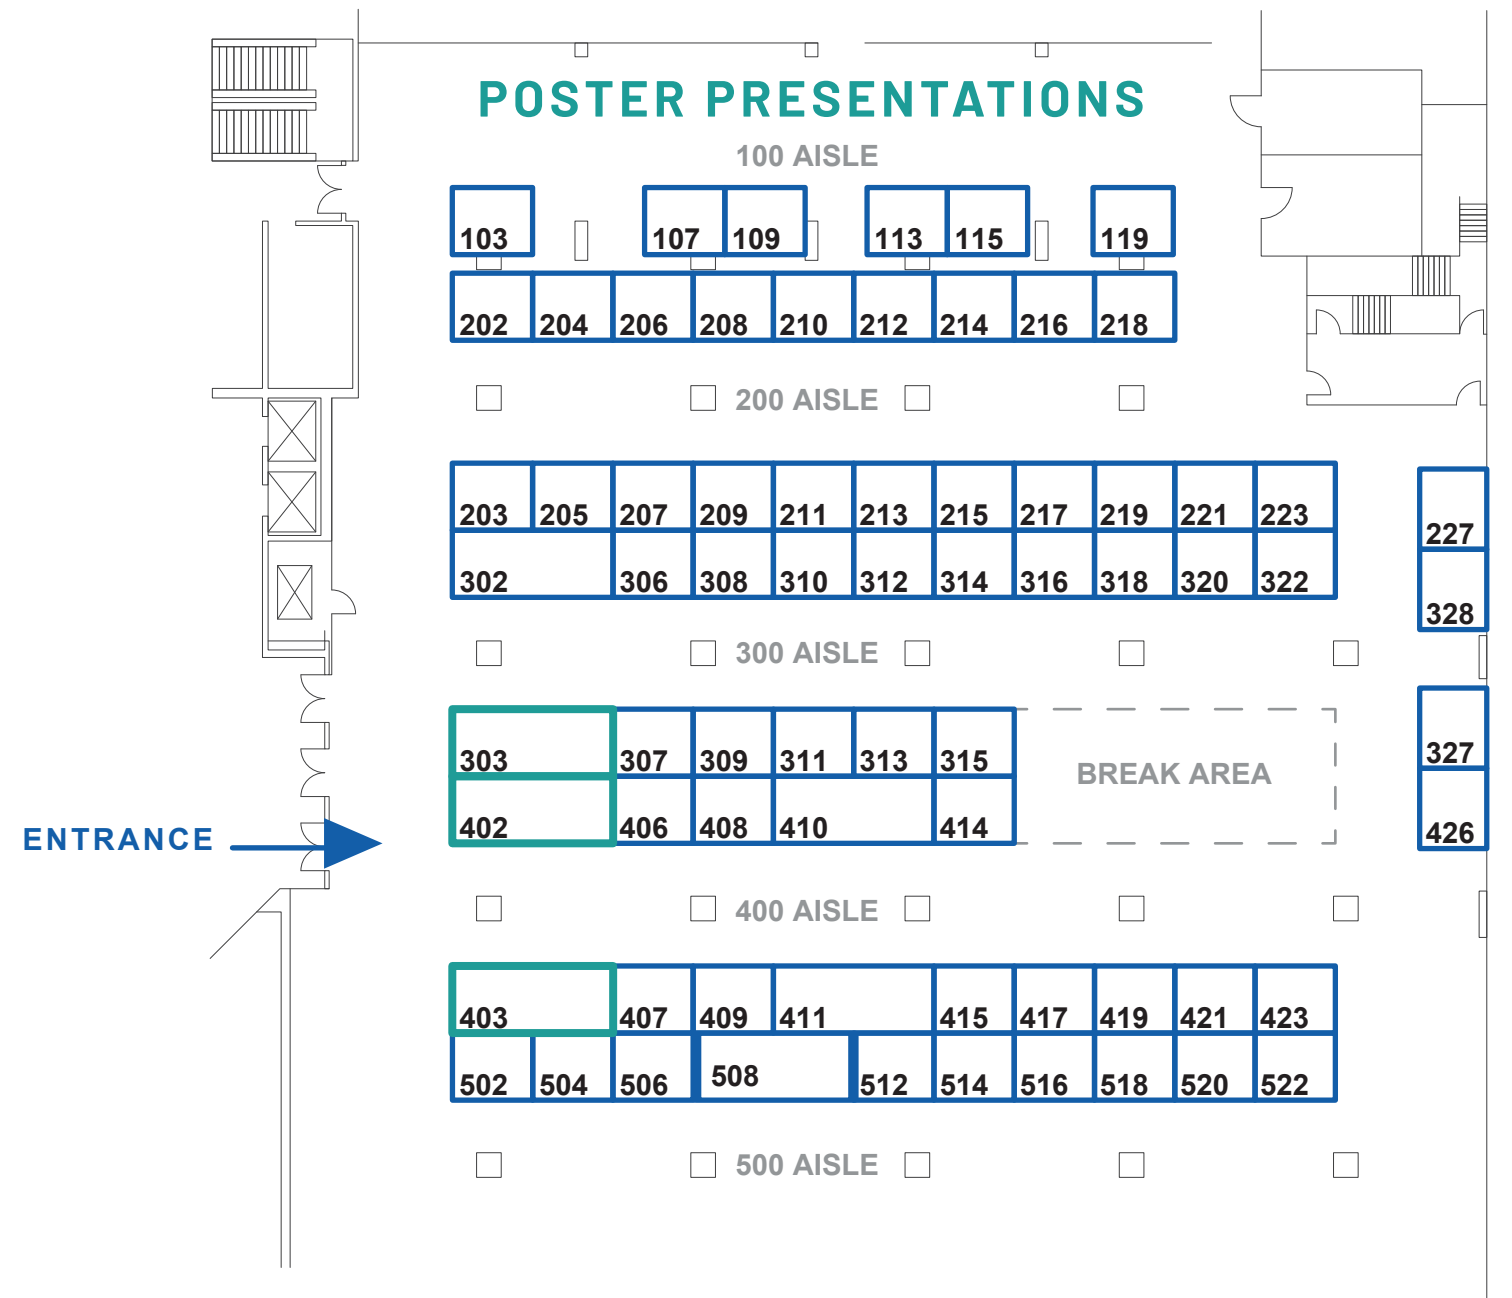 POSTER PRESENTATIONS
100 AISLE
103 107 109 113 115 119
202 204 206 208 210 212 214 216 218
200 AISLE
203 205 207 209 211 213 215 217 219 221 223
227
302 306 308 310 312 314 316 318 320 322
328
300 AISLE
303 307 309 311 313 315
327
BREAK AREA
402 406 408 410 414
426
ENTRANCE
400 AISLE
403 407 409 411 415 417 419 421 423
502 504 506 508 512 514 516 518 520 522
500 AISLE